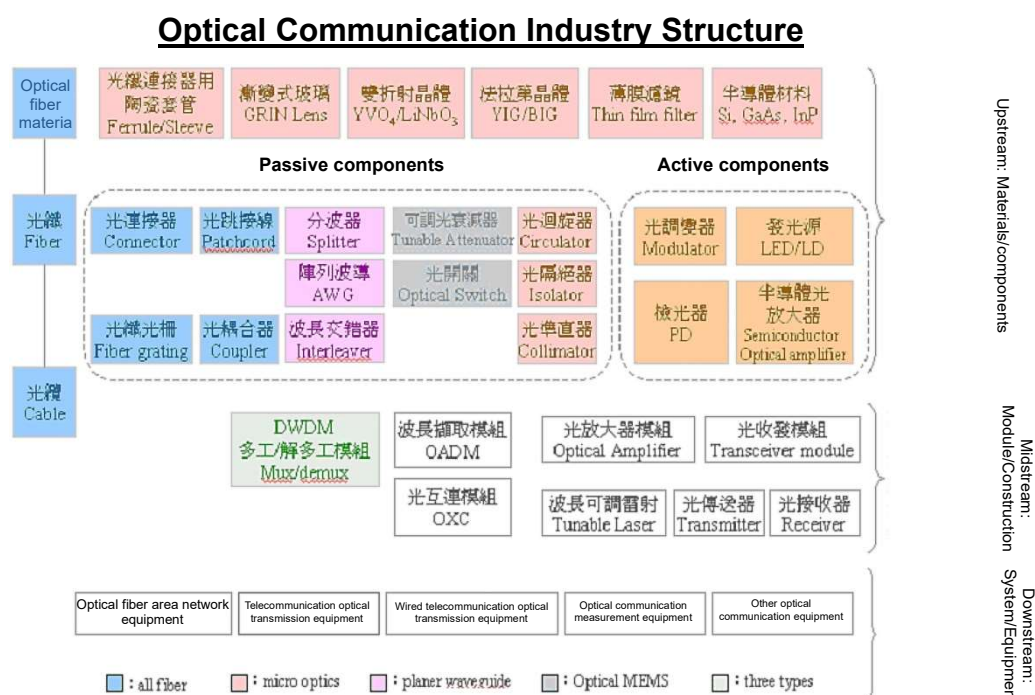 Optical Communication Industry Structure
Optical
fiber
materia
光纖連接器用
陶瓷套管
Ferrule/Sleeve
漸變式玻璃
GRIN Lens
雙折射晶體
YVO4/LiNbO3
法拉第晶體
YIG/BIG
薄膜濾鏡
Thin film filter
半導體材料
Si, GaAs, InP
Passive components
Active components
光纖
Fiber
光連接器
Connector
光跳接線
Patchcord
分波器
Splitter
可調光衰減器
Tunable Attenuator
光迴旋器
Circulator
光調變器
Modulator
發光源
LED/LD
陣列波導
AWG
光開關
Optical Switch
光隔絕器
Isolator
檢光器
PD
半導體光
放大器
Semiconductor
Optical amplifier
光纖光柵
Fiber grating
光耦合器
Coupler
波長交錯器
Interleaver
光準直器
Collimator
光纜
Cable
Upstream: Materials/components
DWDM
多工/解多工模組
Mux/demux
波長擷取模組
OADM
光放大器模組
Optical Amplifier
光收發模組
Transceiver module
光互連模組
OXC
波長可調雷射
Tunable Laser
光傳送器
Transmitter
光接收器
Receiver
Midstream:
Module/Construction
Optical fiber area network
equipment
Telecommunication optical
transmission equipment
Wired telecommunication optical
transmission equipment
Optical communication
measurement equipment
Other optical
communication equipment
Downstream:
System/Equipmen
: all fiber
: micro optics
: planer waveguide
: Optical MEMS
: three types